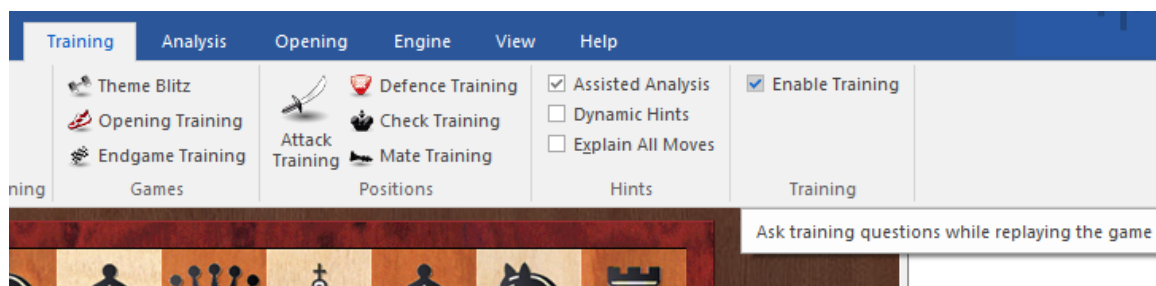 Training Analysis Opening Engine View Help
Theme Blitz
Opening Training
Endgame Training
Games
Attack
Training
Defence Training
Check Training
Mate Training
Positions
Assisted Analysis
Dynamic Hints
Explain All Moves
Hints
Enable Training
Training
ning
Ask training questions while replaying the game